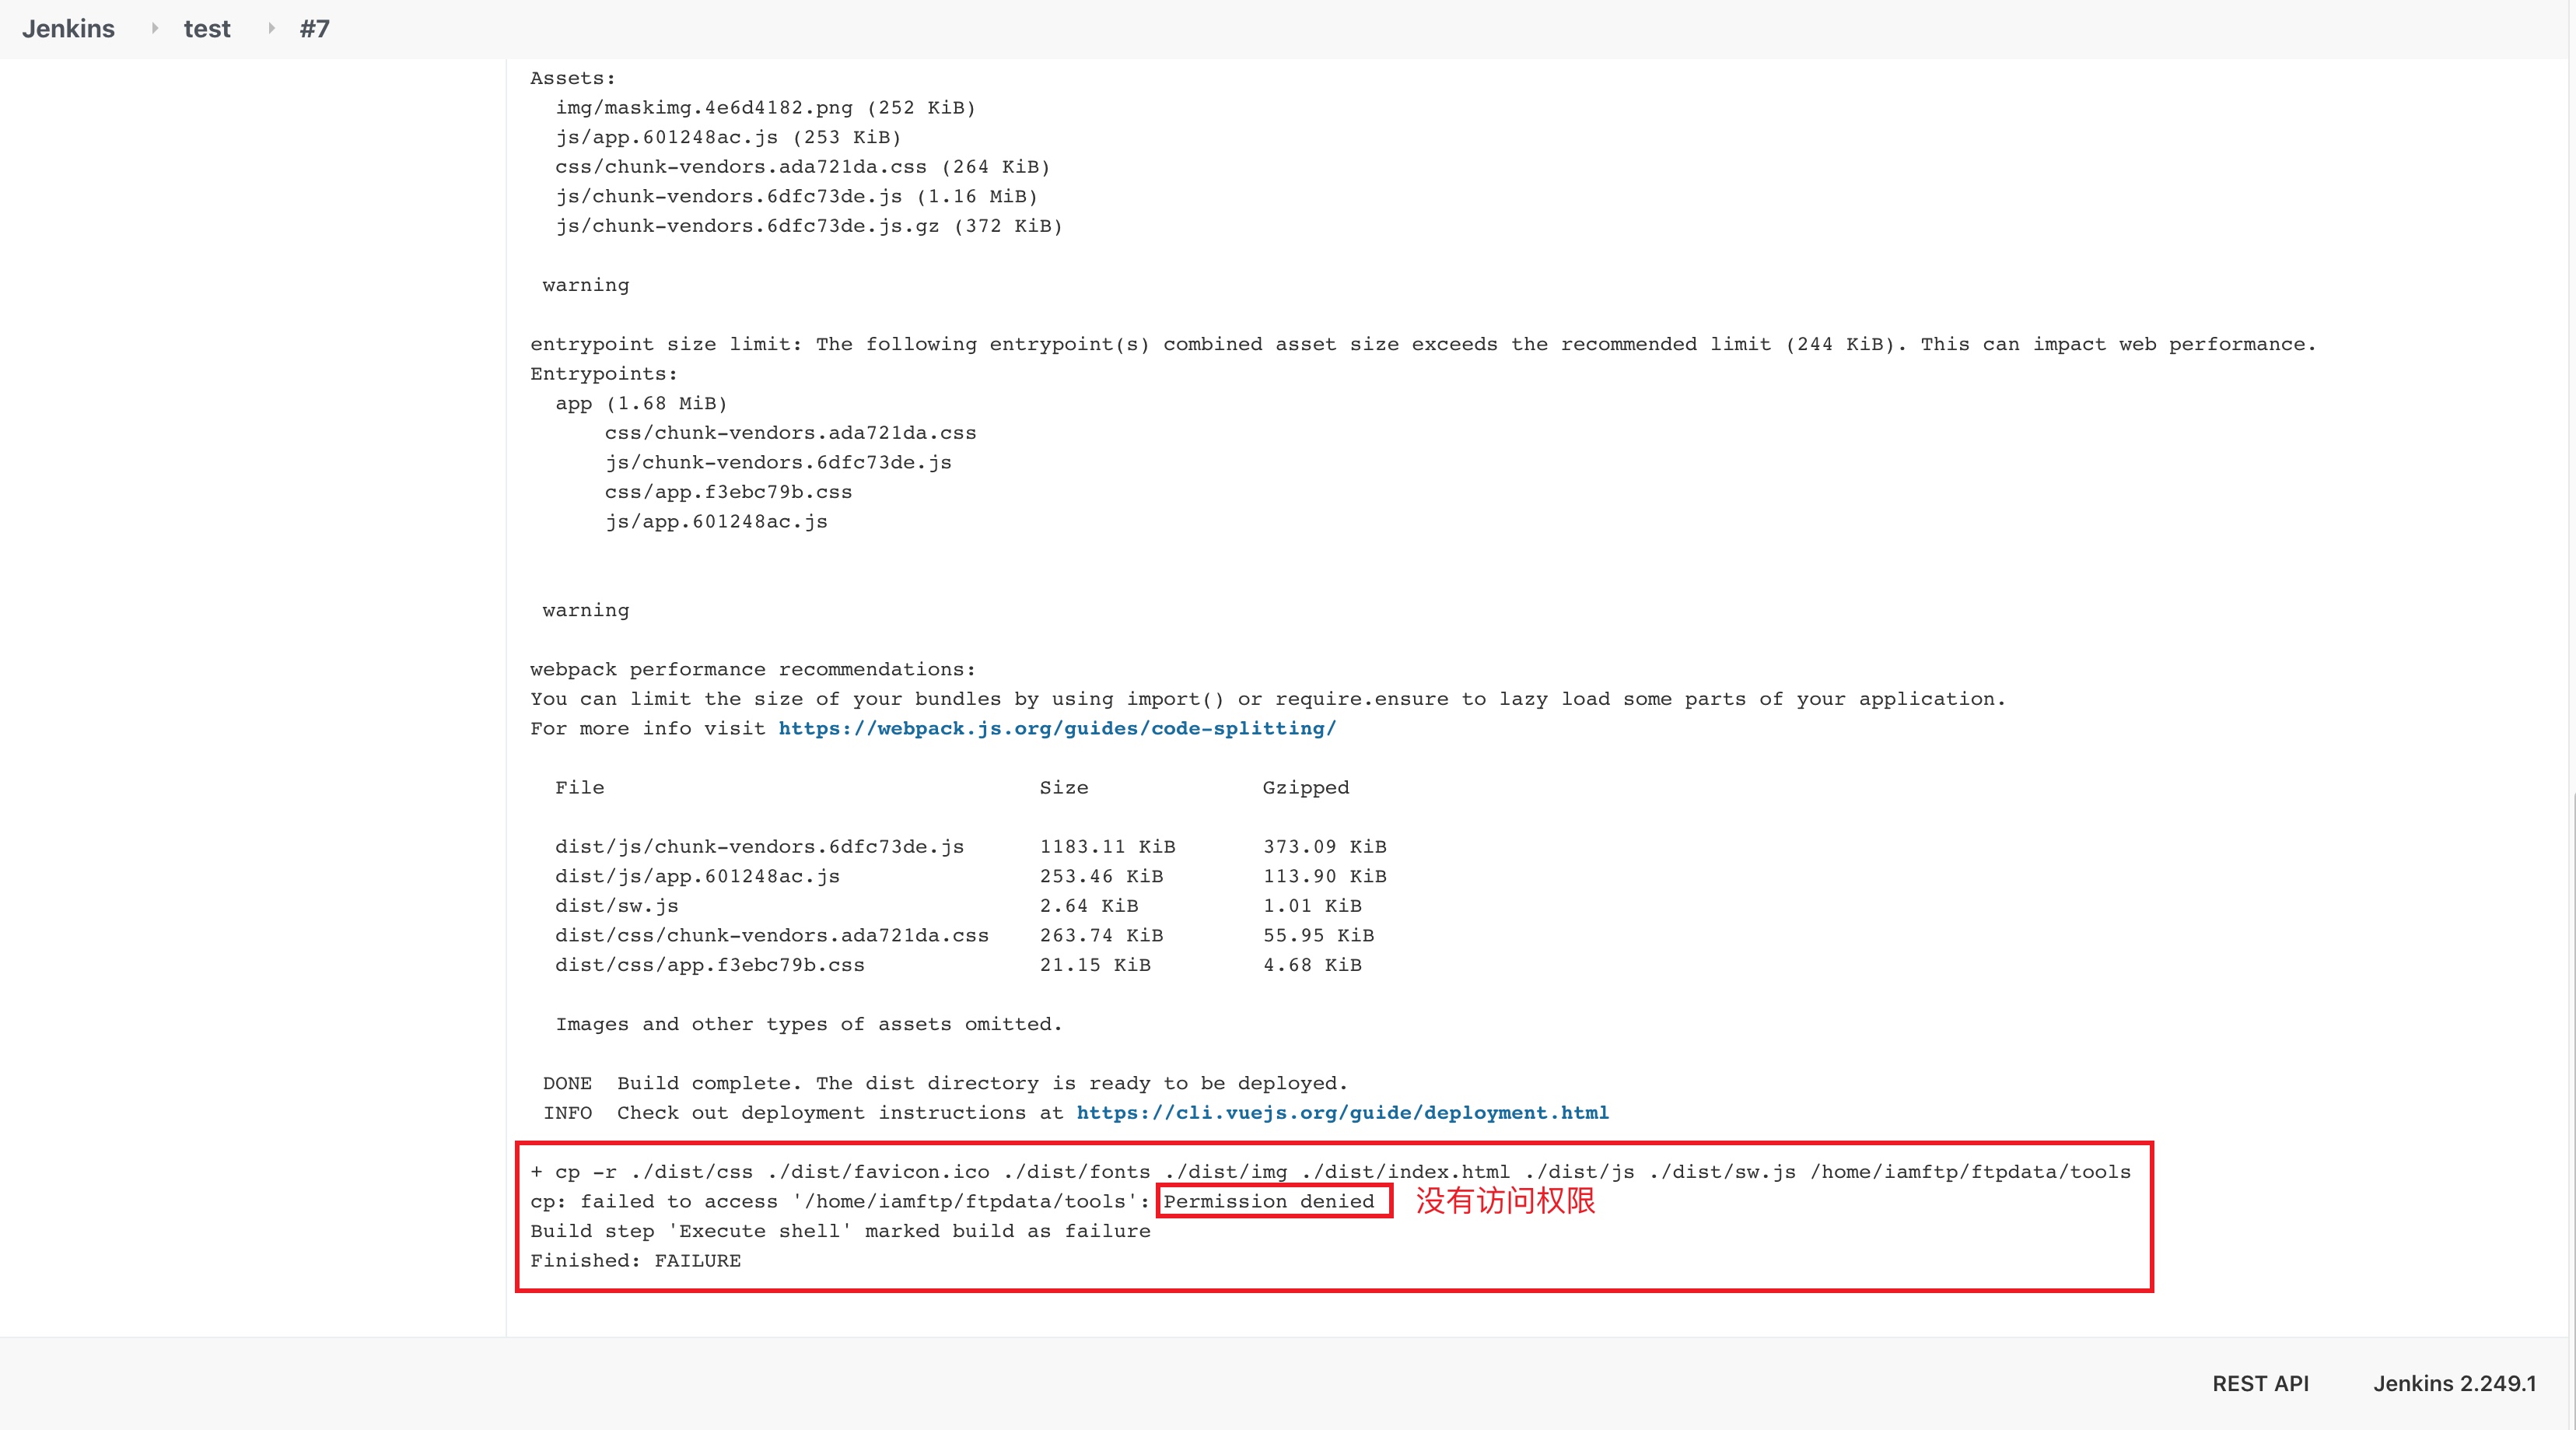 Jenkins test #7
Assets:
img/maskimg.4e6d4182.png (252 KiB)
js/app.601248ac.js (253 KiB)
css/chunk-vendors.ada721da.css (264 KiB)
js/chunk-vendors.6dfc73de.js (1.16 MiB)
js/chunk-vendors.6dfc73de.js.gz (372 KiB)
warning
entrypoint size limit: The following entrypoint(s) combined asset size exceeds the recommended limit (244 KiB). This can impact web performance.
Entrypoints:
app (1.68 MiB)
css/chunk-vendors.ada721da.css
js/chunk-vendors.6dfc73de.js
css/app.f3ebc79b.css
js/app.601248ac.js
warning
webpack performance recommendations:
You can limit the size of your bundles by using import() or require.ensure to lazy load some parts of your application.
For more info visit https://webpack.js.org/guides/code-splitting/
File Size Gzipped
dist/js/chunk-vendors.6dfc73de.js 1183.11 KiB 373.09 KiB
dist/js/app.601248ac.js 253.46 KiB 113.90 KiB
dist/sw.js 2.64 KiB 1.01 KiB
dist/css/chunk-vendors.ada721da.css 263.74 KiB 55.95 KiB
dist/css/app.f3ebc79b.css 21.15 KiB 4.68 KiB
Images and other types of assets omitted.
DONE Build complete. The dist directory is ready to be deployed.
INFO Check out deployment instructions at https://cli.vuejs.org/guide/deployment.html
+ cp -r ./dist/css ./dist/favicon.ico ./dist/fonts ./dist/img ./dist/index.html ./dist/js ./dist/sw.js /home/iamftp/ftpdata/tools
cp: failed to access '/home/iamftp/ftpdata/tools': Permission denied 没有访问权限
Build step 'Execute shell' marked build as failure
Finished: FAILURE
REST API Jenkins 2.249.1